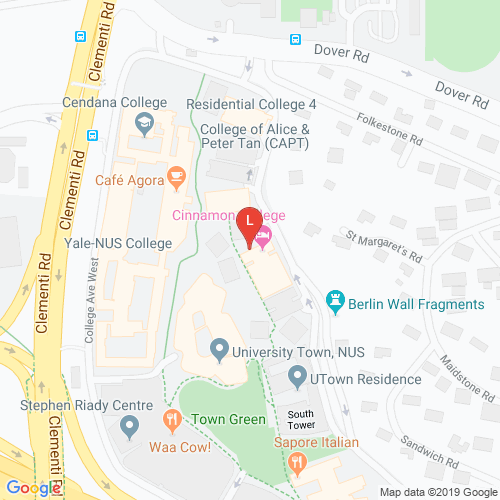 Dover Rd
Dover Rd
Clementi Rd
Cendana College
Residential College 4
College of Alice &
Peter Tan (CAPT)
Folkestone Rd
Clementi Rd
Café Agora
Cinnamon College
L
Yale-NUS College
St Margaret's Rd
Clementi Rd
College Ave West
Berlin Wall Fragments
University Town, NUS
UTown Residence
Maidstone Rd
Stephen Riady Centre
Town Green
South
Tower
Waa Cow!
Sapore Italian
Sandwich Rd
Clementi Rd
Google
Map data ©2019 Google